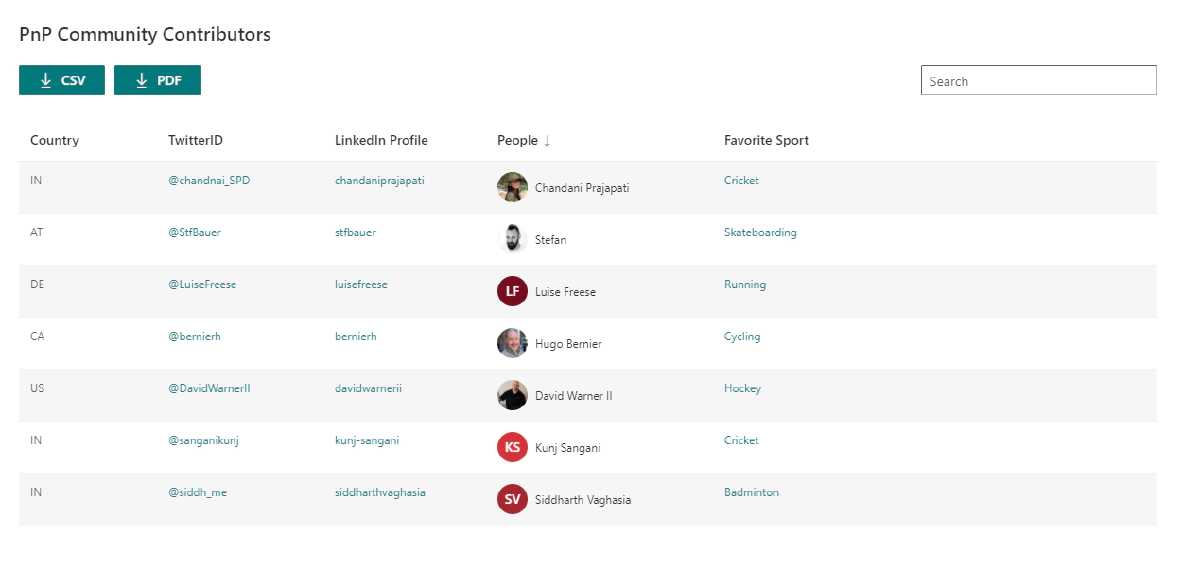 PnP Community Contributors
CSV PDF Search
Country TwitterID LinkedIn Profile People ↓ Favorite Sport
IN @chandnai_SPD chandaniprajapati Chandani Prajapati Cricket
AT @StfBauer stfbauer Stefan Skateboarding
DE @LuiseFreese luisefreese LF Luise Freese Running
CA @bernierh bernierh Hugo Bernier Cycling
US @DavidWarnerII davidwarnerii David Warner II Hockey
IN @sanganikunj kunj-sangani KS Kunj Sangani Cricket
IN @siddh_me siddharthvaghasia SV Siddharth Vaghasia Badminton